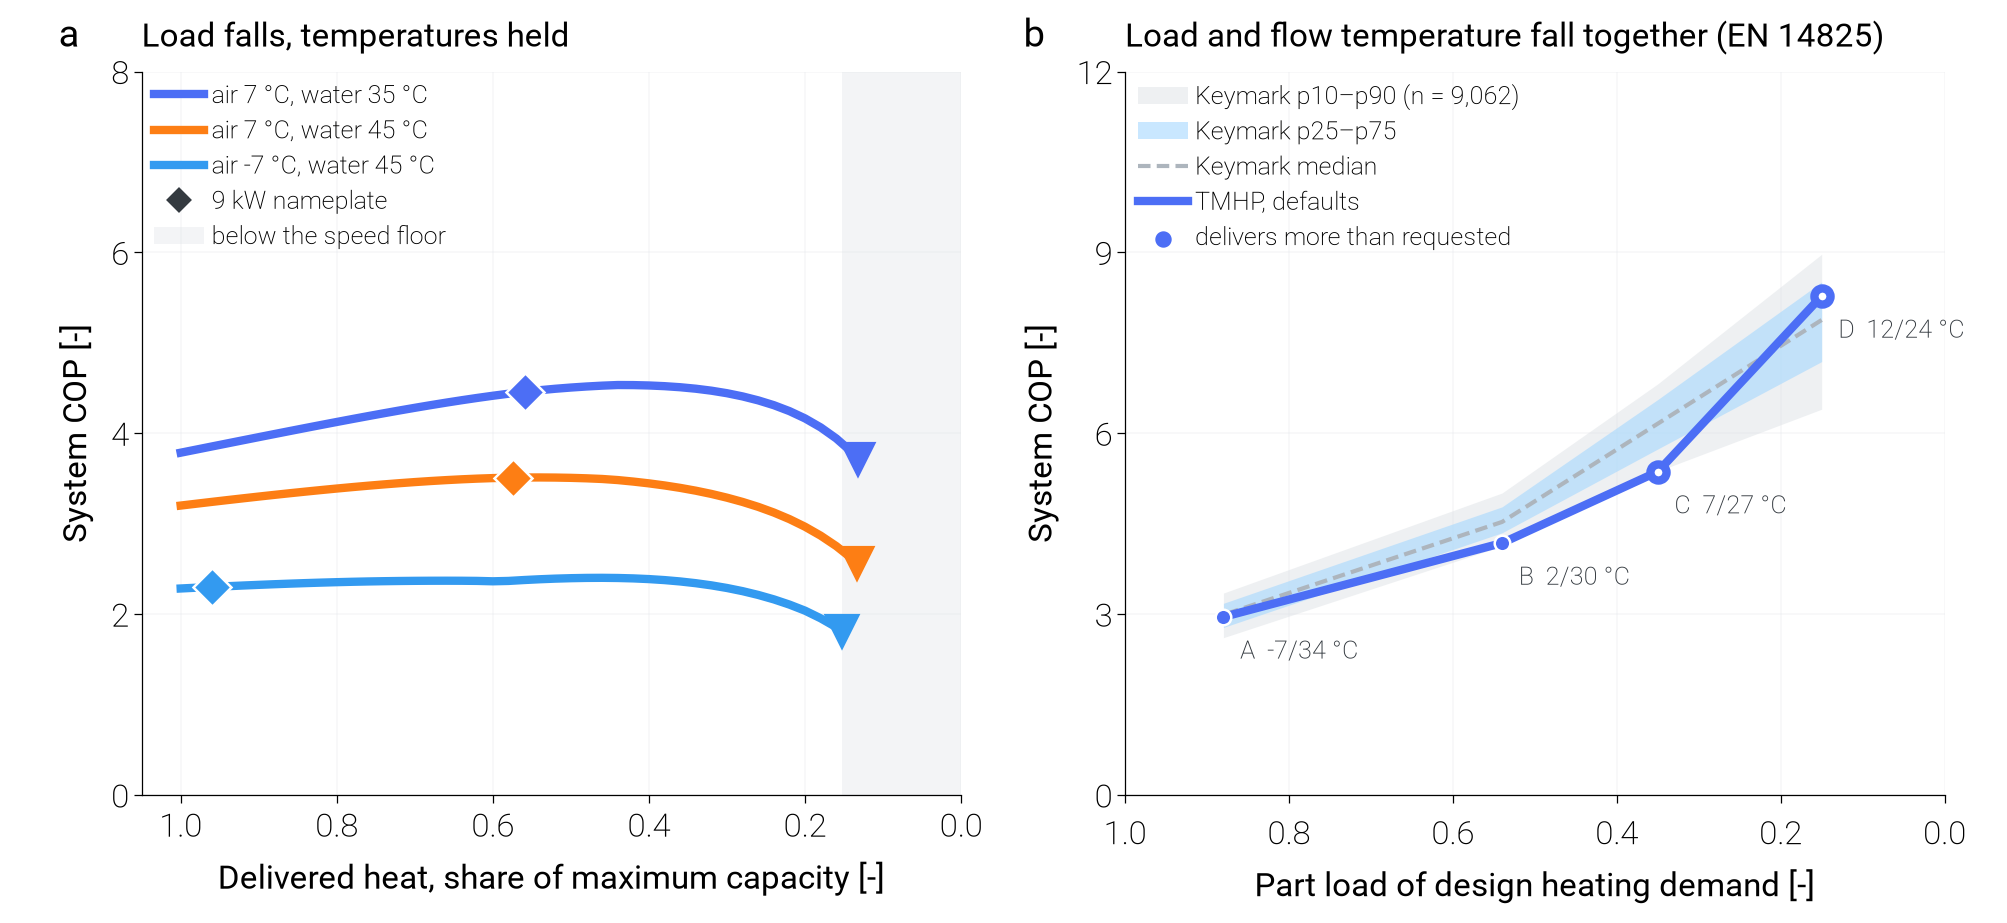 a
Load falls, temperatures held
8
6
4
2
0
System COP [-]
air 7 °C, water 35 °C
air 7 °C, water 45 °C
air -7 °C, water 45 °C
9 kW nameplate
below the speed floor
1.0 0.8 0.6 0.4 0.2 0.0
Delivered heat, share of maximum capacity [-]
b
Load and flow temperature fall together (EN 14825)
12
9
6
3
0
System COP [-]
Keymark p10–p90 (n = 9,062)
Keymark p25–p75
Keymark median
TMHP, defaults
delivers more than requested
D 12/24 °C
C 7/27 °C
B 2/30 °C
A -7/34 °C
1.0 0.8 0.6 0.4 0.2 0.0
Part load of design heating demand [-]